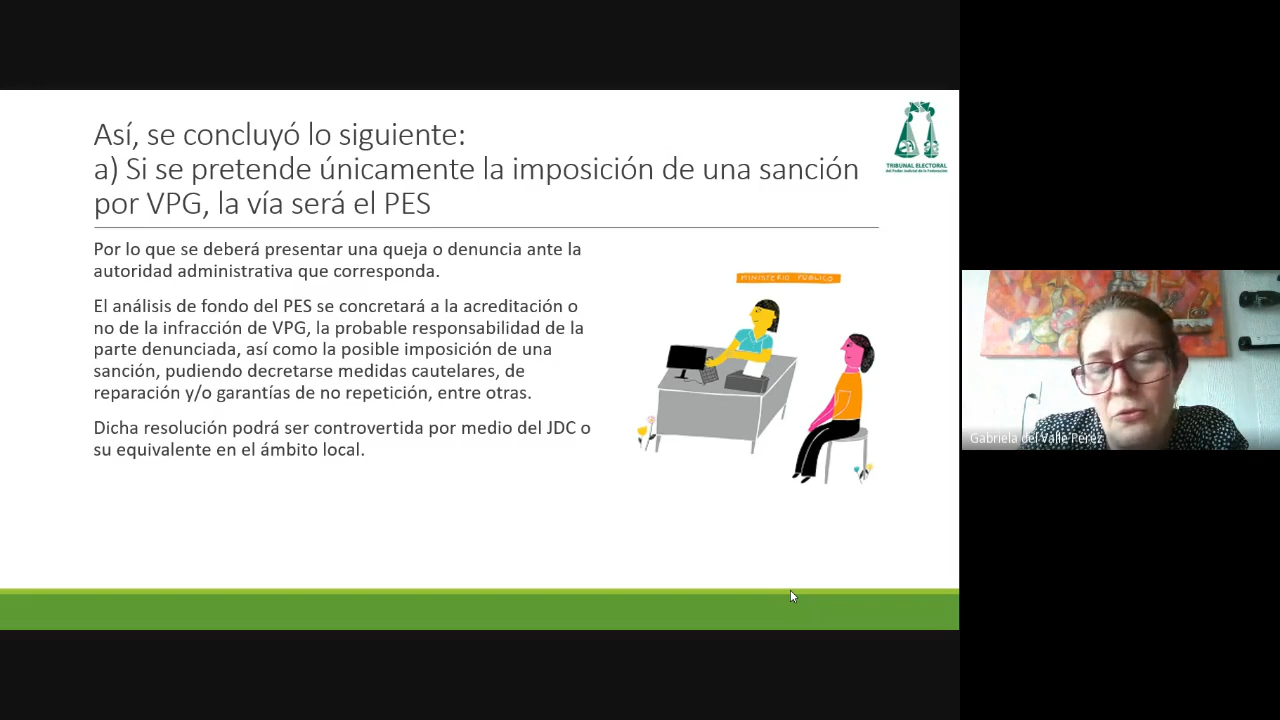 Así, se concluyó lo siguiente:
a) Si se pretende únicamente la imposición de una sanción
por VPG, la vía será el PES
TRIBUNAL ELECTORAL
del Poder Judicial de la Federación
Por lo que se deberá presentar una queja o denuncia ante la
autoridad administrativa que corresponda.
El análisis de fondo del PES se concretará a la acreditación o
no de la infracción de VPG, la probable responsabilidad de la
parte denunciada, así como la posible imposición de una
sanción, pudiendo decretarse medidas cautelares, de
reparación y/o garantías de no repetición, entre otras.
Dicha resolución podrá ser controvertida por medio del JDC o
su equivalente en el ámbito local.
MINISTERIO PÚBLICO
Gabriela del Valle Pérez